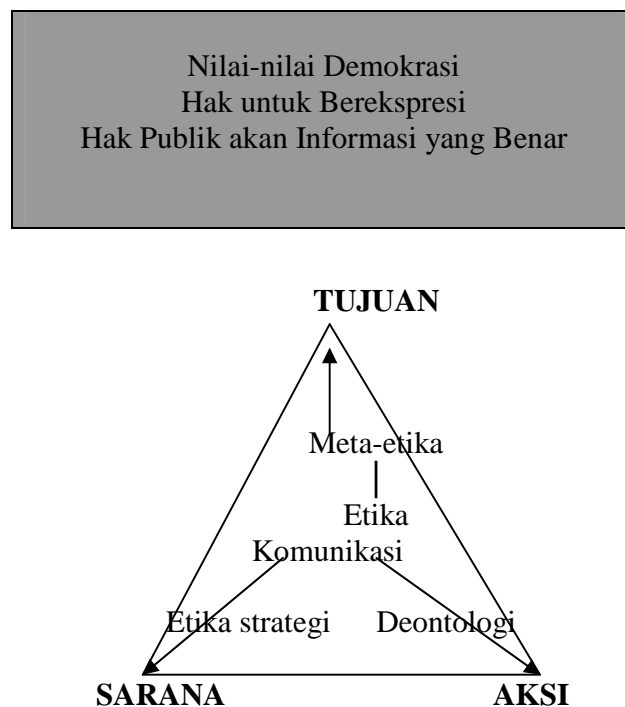 Nilai-nilai Demokrasi
Hak untuk Berekspresi
Hak Publik akan Informasi yang Benar
TUJUAN
Meta-etika
Etika
Komunikasi
Etika strategi Deontologi
SARANA AKSI